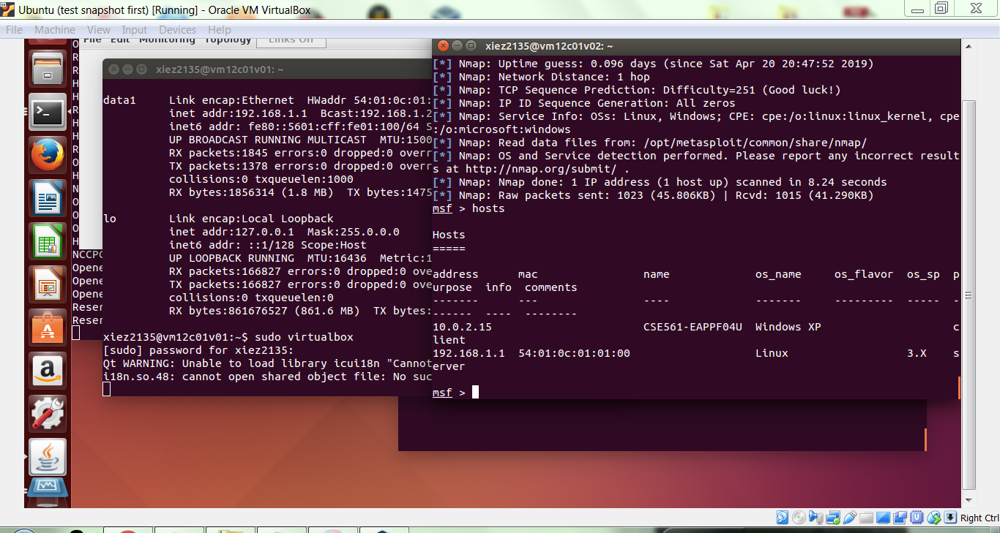 Ubuntu (test snapshot first) [Running] - Oracle VM VirtualBox
File Machine View Input Devices Help
File Edit Monitoring Topology Links Off
xiez2135@vm12c01v01: ~
data1 Link encap:Ethernet HWaddr 54:01:0c:01:
inet addr:192.168.1.1 Bcast:192.168.1.2
inet6 addr: fe80::5601:cff:fe01:100/64 S
UP BROADCAST RUNNING MULTICAST MTU:1500
RX packets:1845 errors:0 dropped:0 overr
TX packets:1378 errors:0 dropped:0 overr
collisions:0 txqueuelen:1000
RX bytes:1856314 (1.8 MB) TX bytes:1475
lo Link encap:Local Loopback
inet addr:127.0.0.1 Mask:255.0.0.0
inet6 addr: ::1/128 Scope:Host
UP LOOPBACK RUNNING MTU:16436 Metric:1
RX packets:166827 errors:0 dropped:0 ove
TX packets:166827 errors:0 dropped:0 ove
collisions:0 txqueuelen:0
RX bytes:861676527 (861.6 MB) TX bytes:
xiez2135@vm12c01v01:~$ sudo virtualbox
[sudo] password for xiez2135:
Qt WARNING: Unable to load library icui18n "Cannot
i18n.so.48: cannot open shared object file: No suc
NCCPC
Opene
Opene
Opene
Reser
Reser
xiez2135@vm12c01v02: ~
[*] Nmap: Uptime guess: 0.096 days (since Sat Apr 20 20:47:52 2019)
[*] Nmap: Network Distance: 1 hop
[*] Nmap: TCP Sequence Prediction: Difficulty=251 (Good luck!)
[*] Nmap: IP ID Sequence Generation: All zeros
[*] Nmap: Service Info: OSs: Linux, Windows; CPE: cpe:/o:linux:linux_kernel, cpe
:/o:microsoft:windows
[*] Nmap: Read data files from: /opt/metasploit/common/share/nmap/
[*] Nmap: OS and Service detection performed. Please report any incorrect result
s at http://nmap.org/submit/ .
[*] Nmap: Nmap done: 1 IP address (1 host up) scanned in 8.24 seconds
[*] Nmap: Raw packets sent: 1023 (45.806KB) | Rcvd: 1015 (41.290KB)
msf > hosts
Hosts
=====
address mac name os_name os_flavor os_sp p
urpose info comments
------- --- ---- ------- --------- ----- -
------ ---- --------
10.0.2.15 CSE561-EAPPF04U Windows XP c
lient
192.168.1.1 54:01:0c:01:01:00 Linux 3.X s
erver
msf >
Right Ctrl